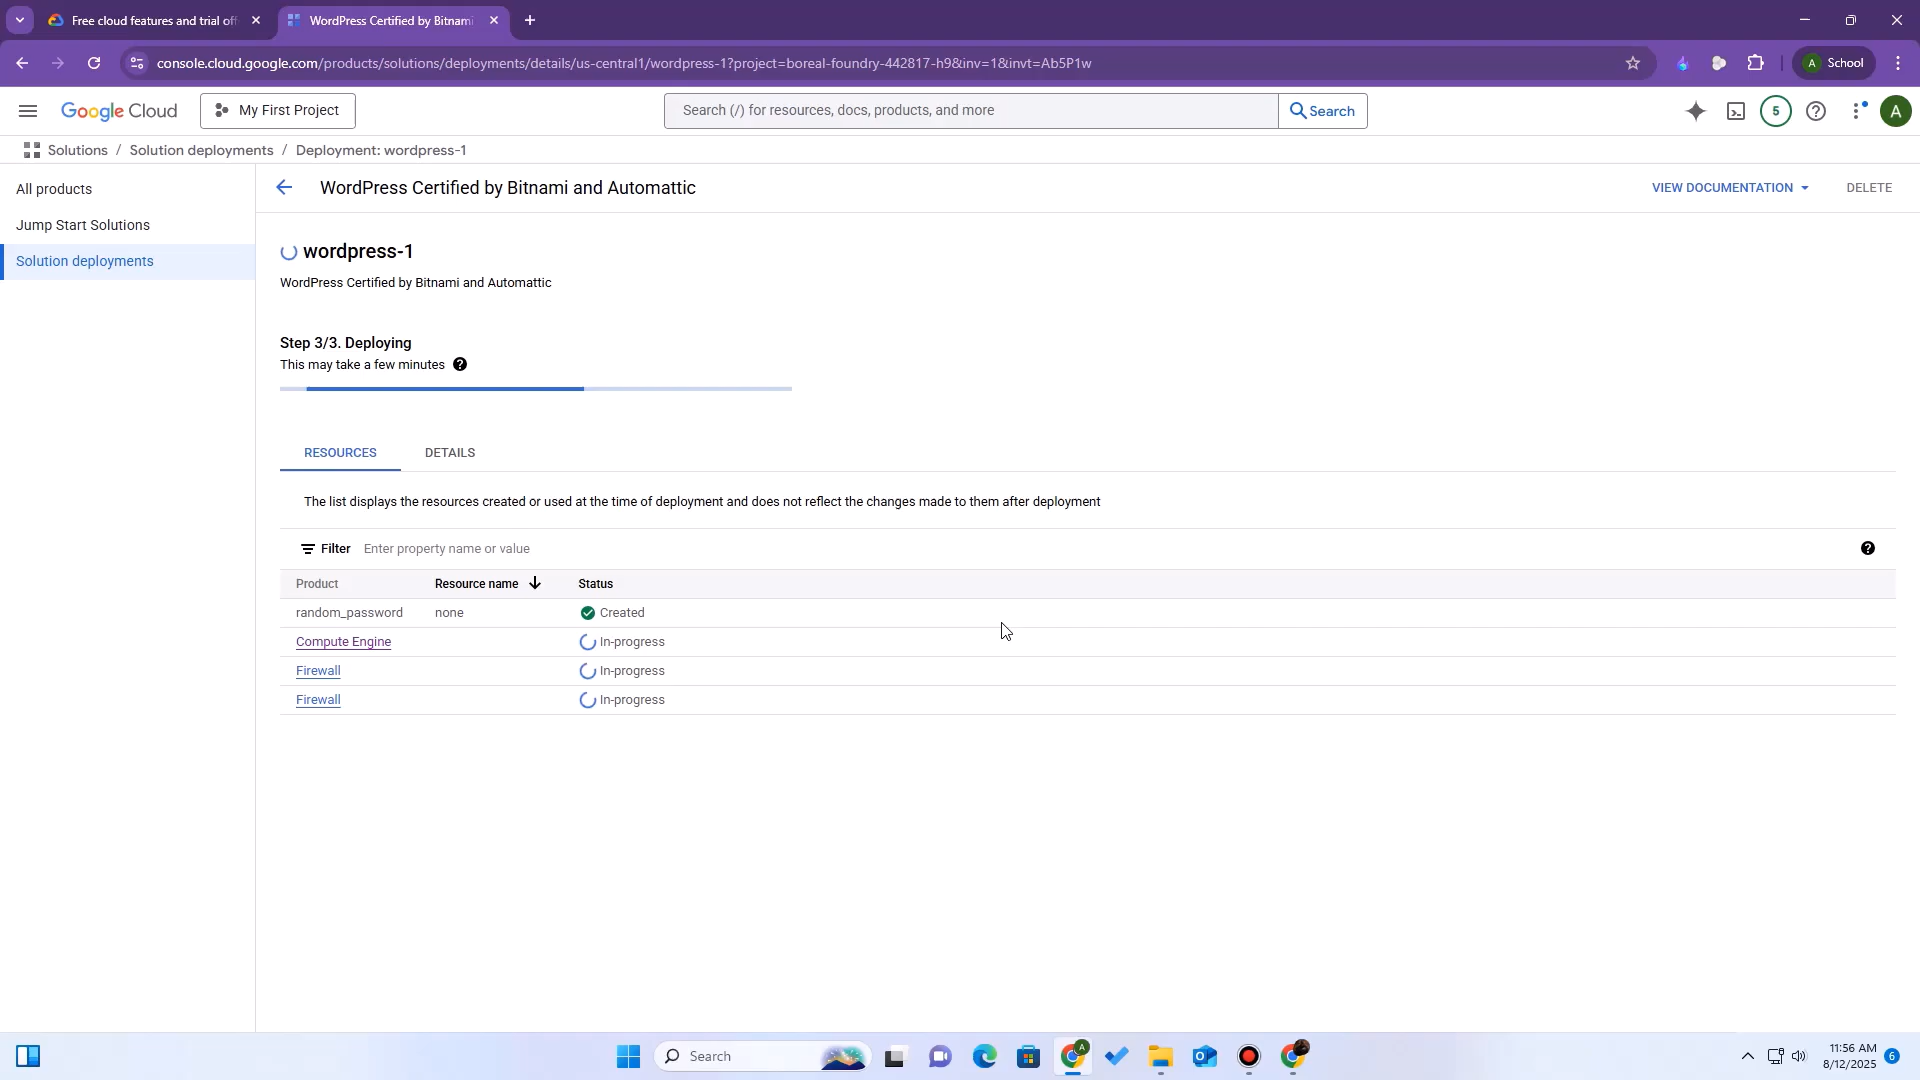 Free cloud features and trial off
WordPress Certified by Bitnami
console.cloud.google.com/products/solutions/deployments/details/us-central1/wordpress-1?project=boreal-foundry-442817-h9&inv=1&invt=Ab5P1w
A School
Google Cloud
My First Project
Search (/) for resources, docs, products, and more
Search
5
A
Solutions / Solution deployments / Deployment: wordpress-1
All products
Jump Start Solutions
Solution deployments
WordPress Certified by Bitnami and Automattic
VIEW DOCUMENTATION
DELETE
wordpress-1
WordPress Certified by Bitnami and Automattic
Step 3/3. Deploying
This may take a few minutes
RESOURCES DETAILS
The list displays the resources created or used at the time of deployment and does not reflect the changes made to them after deployment
Filter Enter property name or value
Product Resource name Status
random_password none Created
Compute Engine In-progress
Firewall In-progress
Firewall In-progress
Search
A
11:56 AM
8/12/2025
6